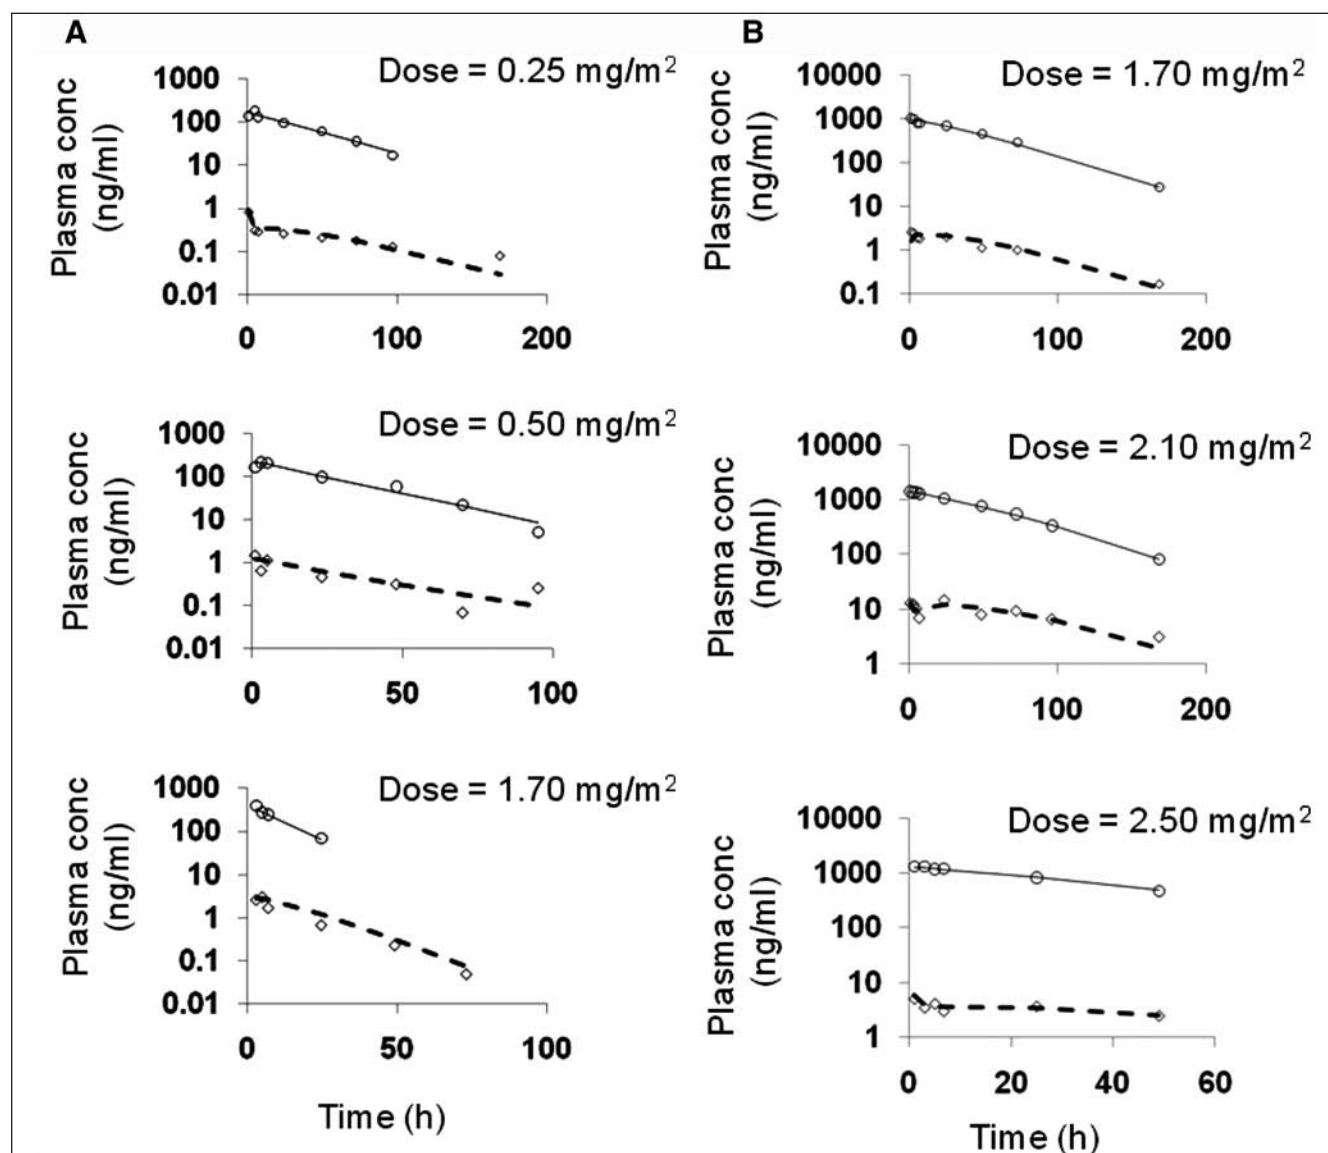 A
Dose = 0.25 mg/m²
Plasma conc
(ng/ml)
1000
100
10
1
0.1
0.01
0 100 200
Dose = 0.50 mg/m²
Plasma conc
(ng/ml)
1000
100
10
1
0.1
0.01
0 50 100
Dose = 1.70 mg/m²
Plasma conc
(ng/ml)
1000
100
10
1
0.1
0.01
0 50 100
Time (h)
B
Dose = 1.70 mg/m²
Plasma conc
(ng/ml)
10000
1000
100
10
1
0.1
0 100 200
Dose = 2.10 mg/m²
Plasma conc
(ng/ml)
10000
1000
100
10
1
0 100 200
Dose = 2.50 mg/m²
Plasma conc
(ng/ml)
10000
1000
100
10
1
0 20 40 60
Time (h)